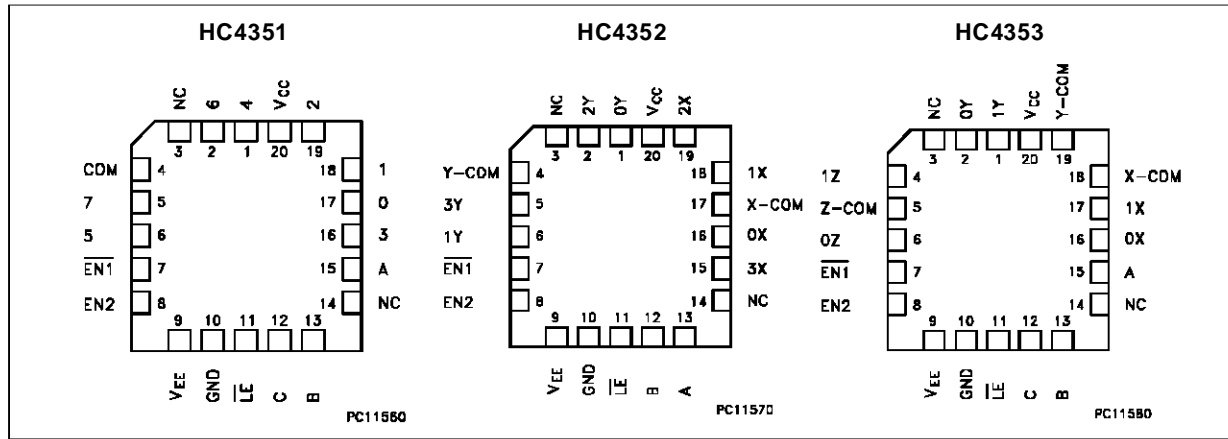 HC4351
NC 6 4 VCC 2
3 2 1 20 19
COM 4 18 1
7 5 17 0
5 6 16 3
EN1 7 15 A
EN2 8 14 NC
9 10 11 12 13
VEE GND LE C B
PC11560
HC4352
NC 2Y 0Y VCC 2X
3 2 1 20 19
Y-COM 4 18 1X
3Y 5 17 X-COM
1Y 6 16 0X
EN1 7 15 3X
EN2 8 14 NC
9 10 11 12 13
VEE GND LE B A
PC11570
HC4353
NC 0Y 1Y VCC Y-COM
3 2 1 20 19
1Z 4 18 X-COM
Z-COM 5 17 1X
0Z 6 16 0X
EN1 7 15 A
EN2 8 14 NC
9 10 11 12 13
VEE GND LE C B
PC11580